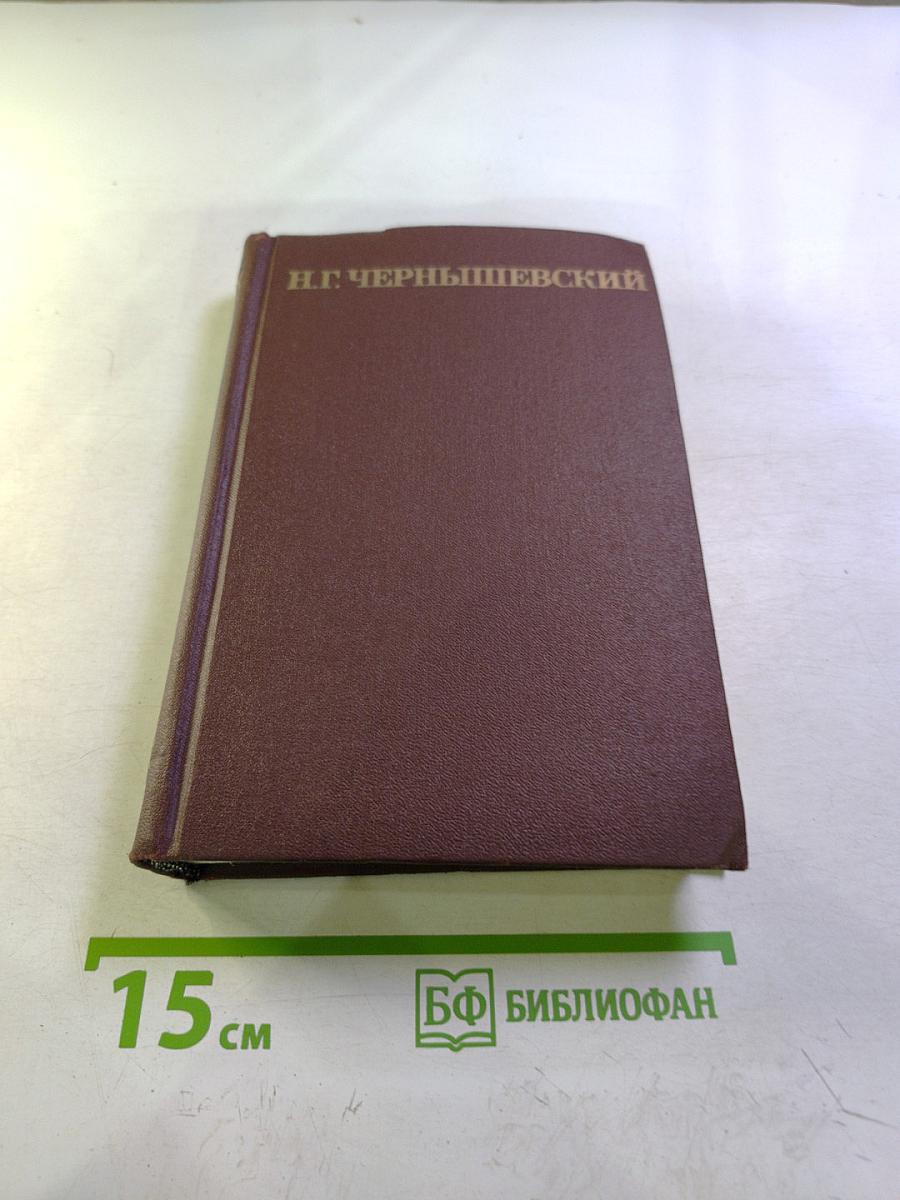 Н.Г. ЧЕРНЫШЕВСКИЙ
15 см
БФ БИБЛИОФАН